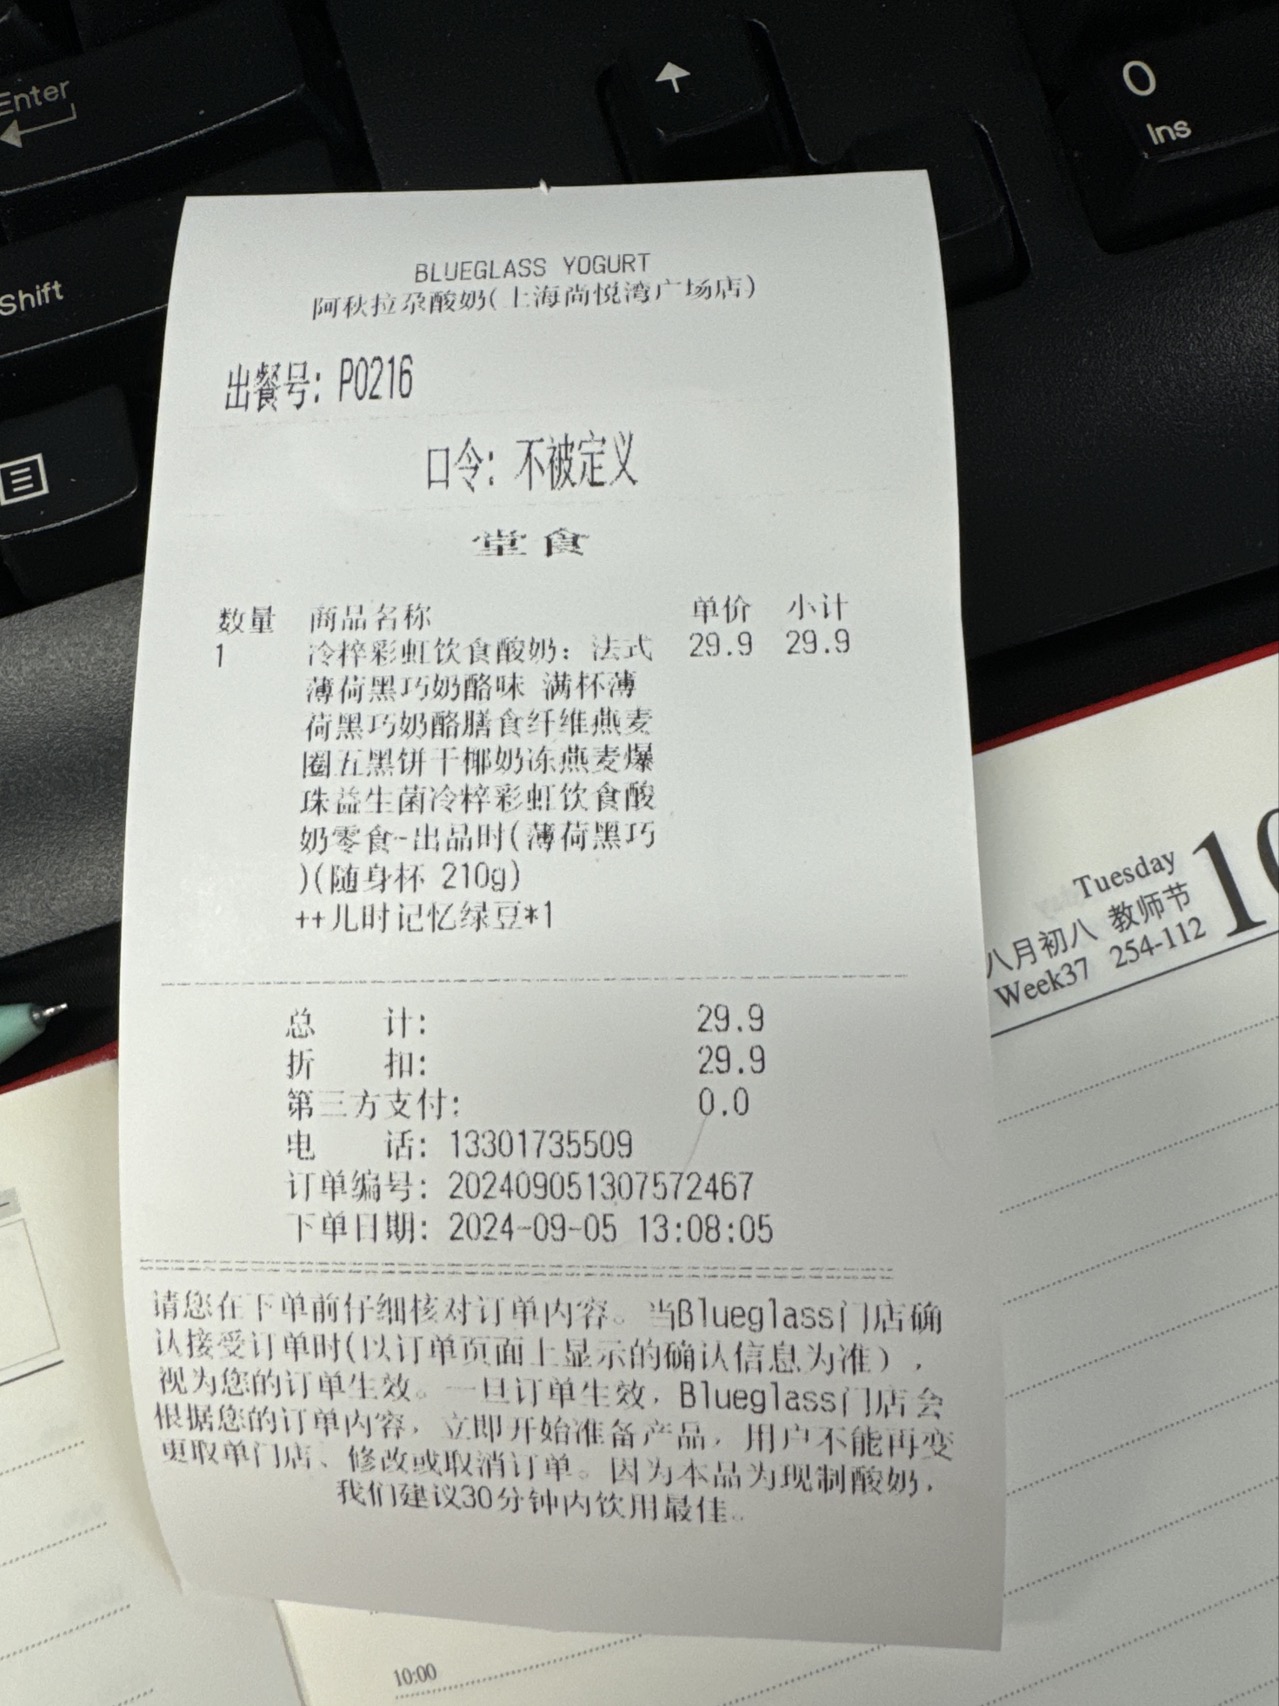 Enter
Shift
0
Ins
BLUEGLASS YOGURT
阿秋拉尕酸奶(上海尚悦湾广场店)
出餐号: P0216
口令: 不被定义
堂食
数量 商品名称 单价 小计
1 冷粹彩虹饮食酸奶: 法式 29.9 29.9
薄荷黑巧奶酪味 满杯薄
荷黑巧奶酪膳食纤维燕麦
圈五黑饼干椰奶冻燕麦爆
珠益生菌冷粹彩虹饮食酸
奶零食-出品时(薄荷黑巧
)(随身杯 210g)
++儿时记忆绿豆*1
总 计: 29.9
折 扣: 29.9
第三方支付: 0.0
电 话: 13301735509
订单编号: 202409051307572467
下单日期: 2024-09-05 13:08:05
请您在下单前仔细核对订单内容。当Blueglass门店确
认接受订单时(以订单页面上显示的确认信息为准),
视为您的订单生效。一旦订单生效,Blueglass门店会
根据您的订单内容,立即开始准备产品,用户不能再变
更取单门店、修改或取消订单。因为本品为现制酸奶,
我们建议30分钟内饮用最佳。
Tuesday
八月初八 教师节
Week37 254-112
10:00